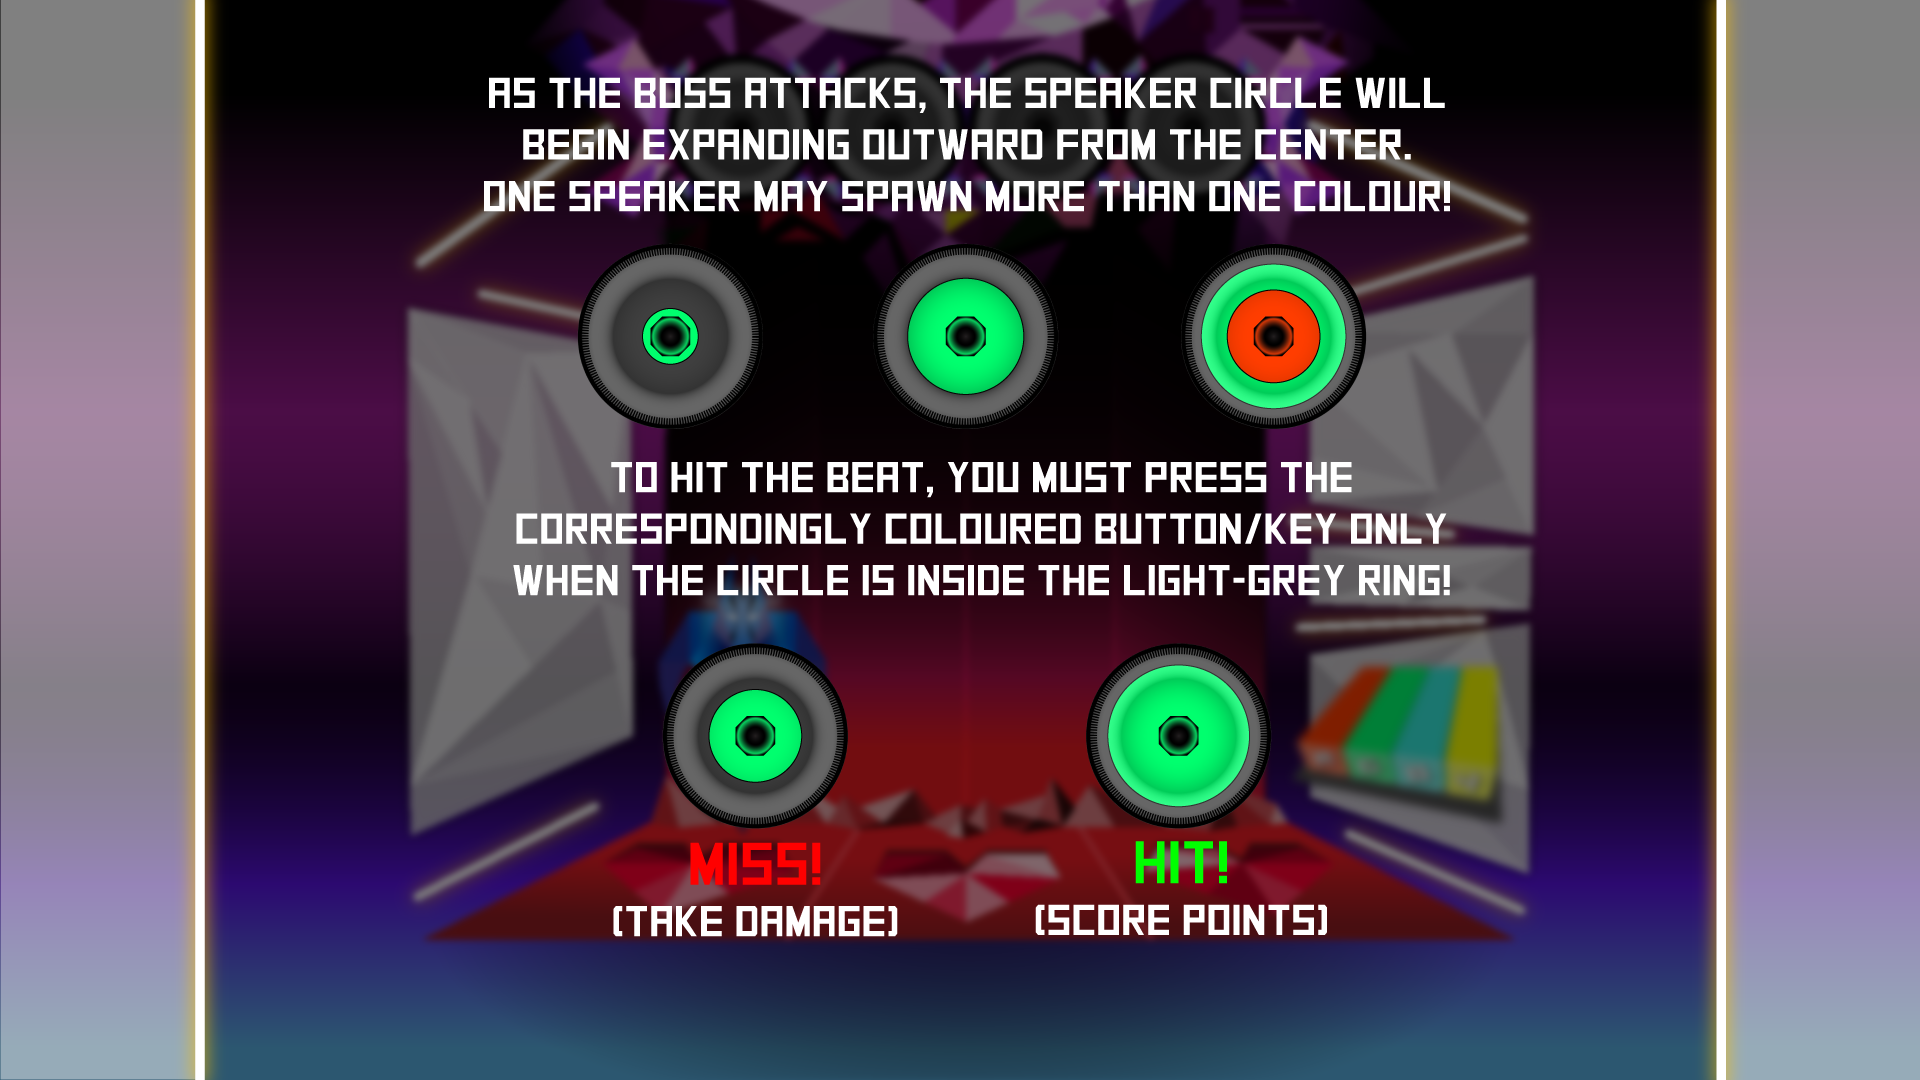 AS THE BOSS ATTACKS, THE SPEAKER CIRCLE WILL
BEGIN EXPANDING OUTWARD FROM THE CENTER.
ONE SPEAKER MAY SPAWN MORE THAN ONE COLOUR!
TO HIT THE BEAT, YOU MUST PRESS THE
CORRESPONDINGLY COLOURED BUTTON/KEY ONLY
WHEN THE CIRCLE IS INSIDE THE LIGHT-GREY RING!
MISS!
(TAKE DAMAGE)
HIT!
(SCORE POINTS)